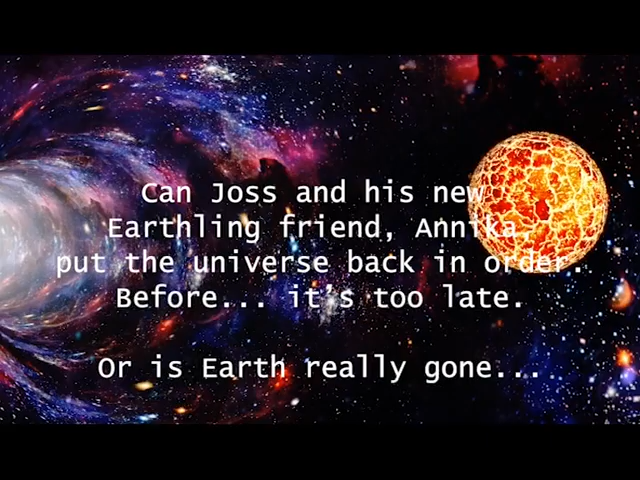 Can Joss and his new
Earthling friend, Annika,
put the universe back in order.
Before... it's too late.
Or is Earth really gone...